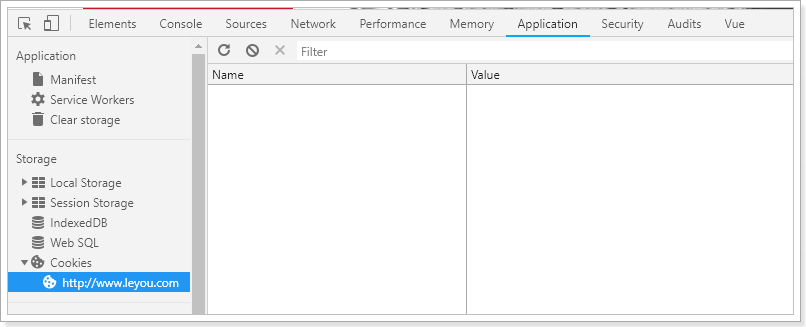 Elements Console Sources Network Performance Memory Application Security Audits Vue
Application
Manifest
Service Workers
Clear storage
Storage
Local Storage
Session Storage
IndexedDB
Web SQL
Cookies
http://www.leyou.com
Filter
Name Value